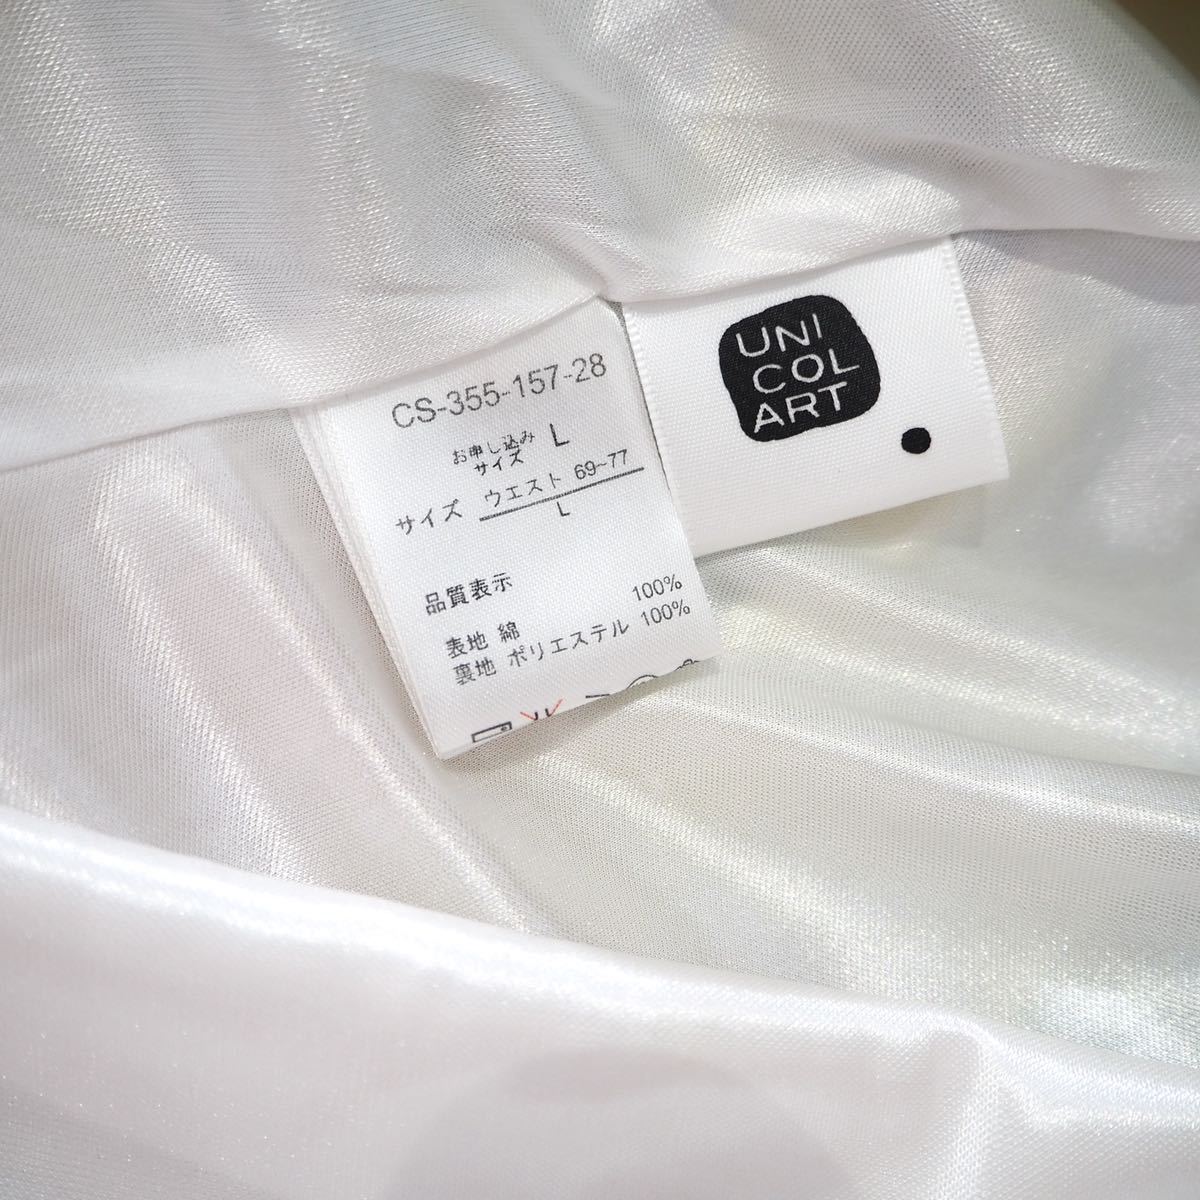 CS-355-157-28
お申し込み
サイズ L
サイズ ウエスト 69~77
L
品質表示
表地 綿 100%
裏地 ポリエステル 100%
UNI
COL
ART